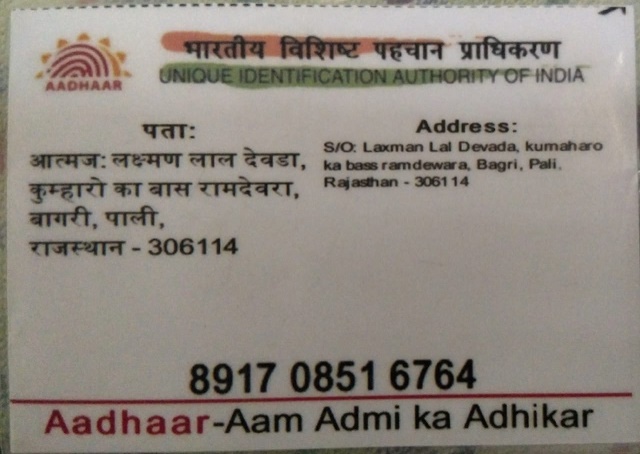 भारतीय विशिष्ट पहचान प्राधिकरण
AADHAAR
UNIQUE IDENTIFICATION AUTHORITY OF INDIA
पता:
आत्मज: लक्ष्मण लाल देवडा,
कुम्हारो का बास रामदेवरा,
बागरी, पाली,
राजस्थान - 306114
Address:
S/O: Laxman Lal Devada, kumaharo
ka bass ramdewara, Bagri, Pali,
Rajasthan - 306114
8917 0851 6764
Aadhaar-Aam Admi ka Adhikar